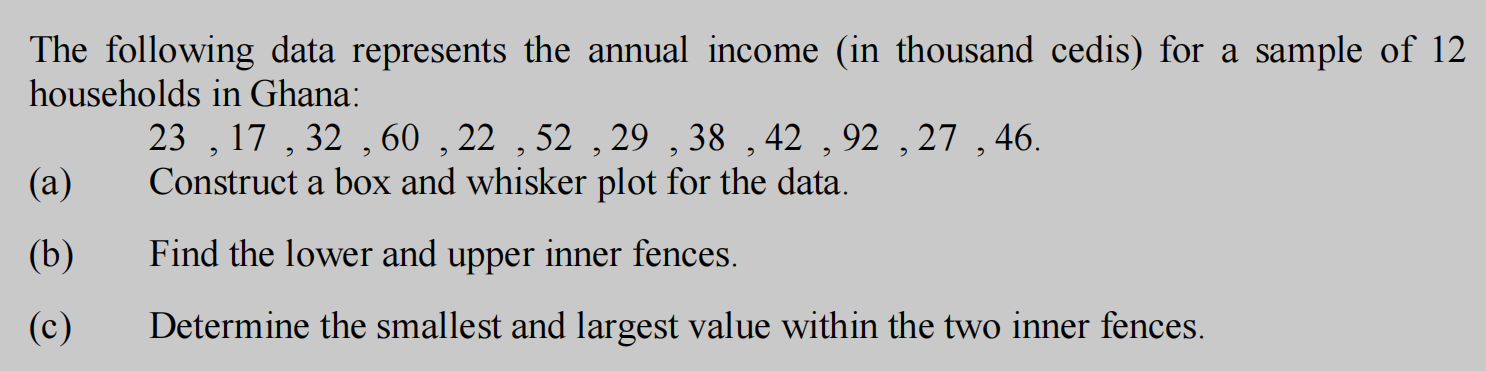 The following data represents the annual income (in thousand cedis) for a sample of 12
households in Ghana:
23 , 17 , 32 , 60 , 22 , 52 , 29 , 38 , 42 , 92 , 27 , 46.
(a) Construct a box and whisker plot for the data.
(b) Find the lower and upper inner fences.
(c) Determine the smallest and largest value within the two inner fences.